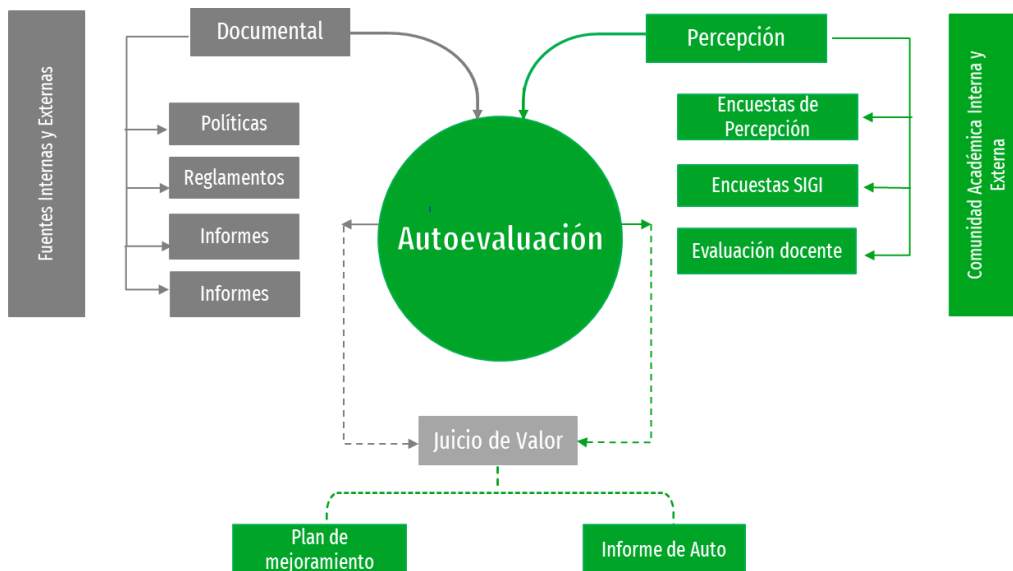 Fuentes Internas y Externas
Documental
Políticas
Reglamentos
Informes
Informes
Autoevaluación
Percepción
Encuestas de
Percepción
Encuestas SIGI
Evaluación docente
Comunidad Académica Interna y
Externa
Juicio de Valor
Plan de
mejoramiento
Informe de Auto